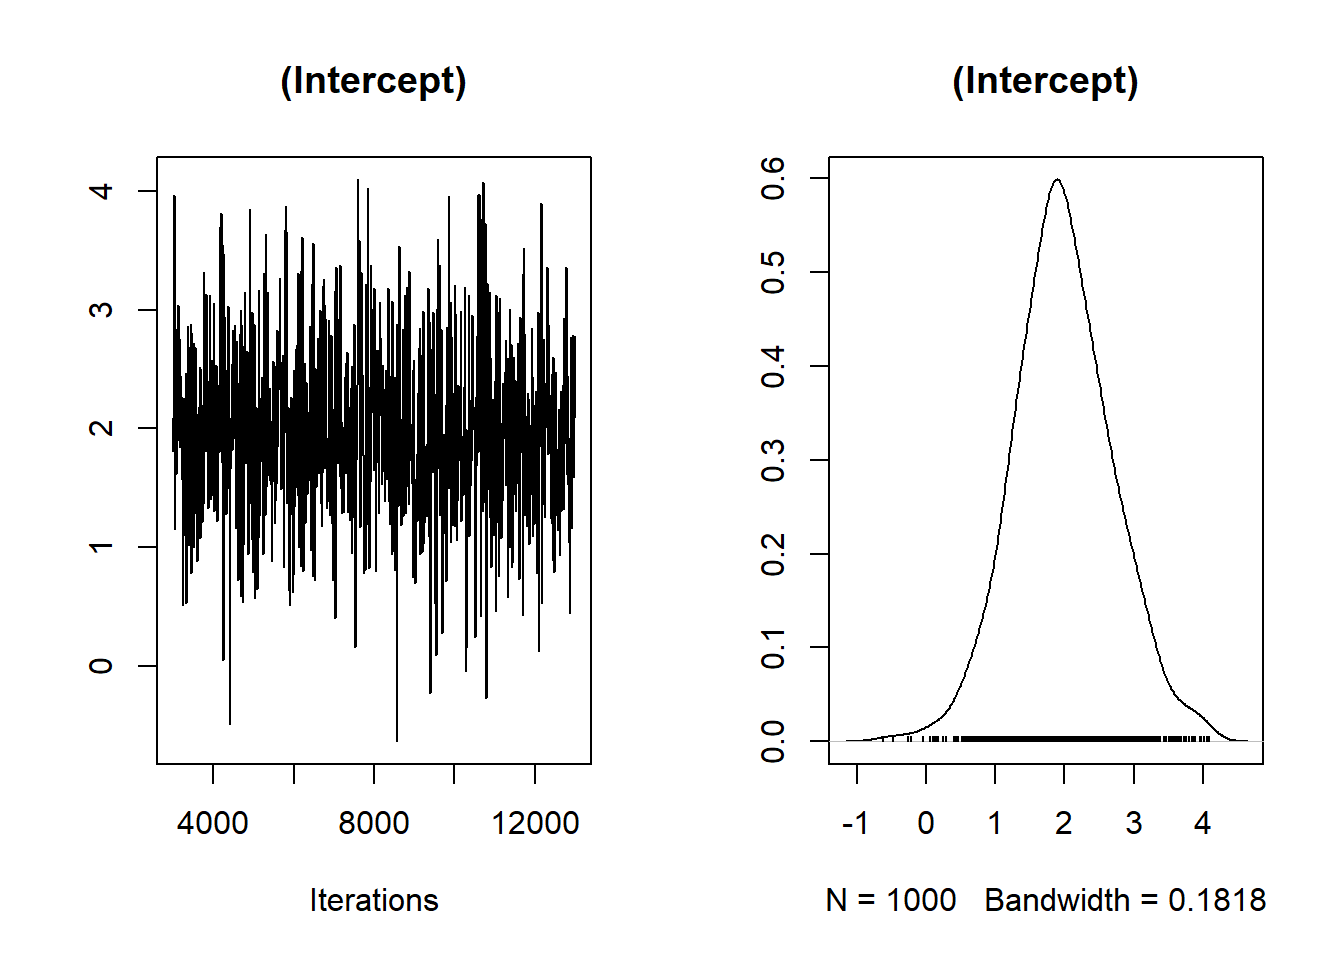 (Intercept)
4
3
2
1
0
4000 8000 12000
Iterations
(Intercept)
0.6
0.5
0.4
0.3
0.2
0.1
0.0
-1 0 1 2 3 4
N = 1000 Bandwidth = 0.1818